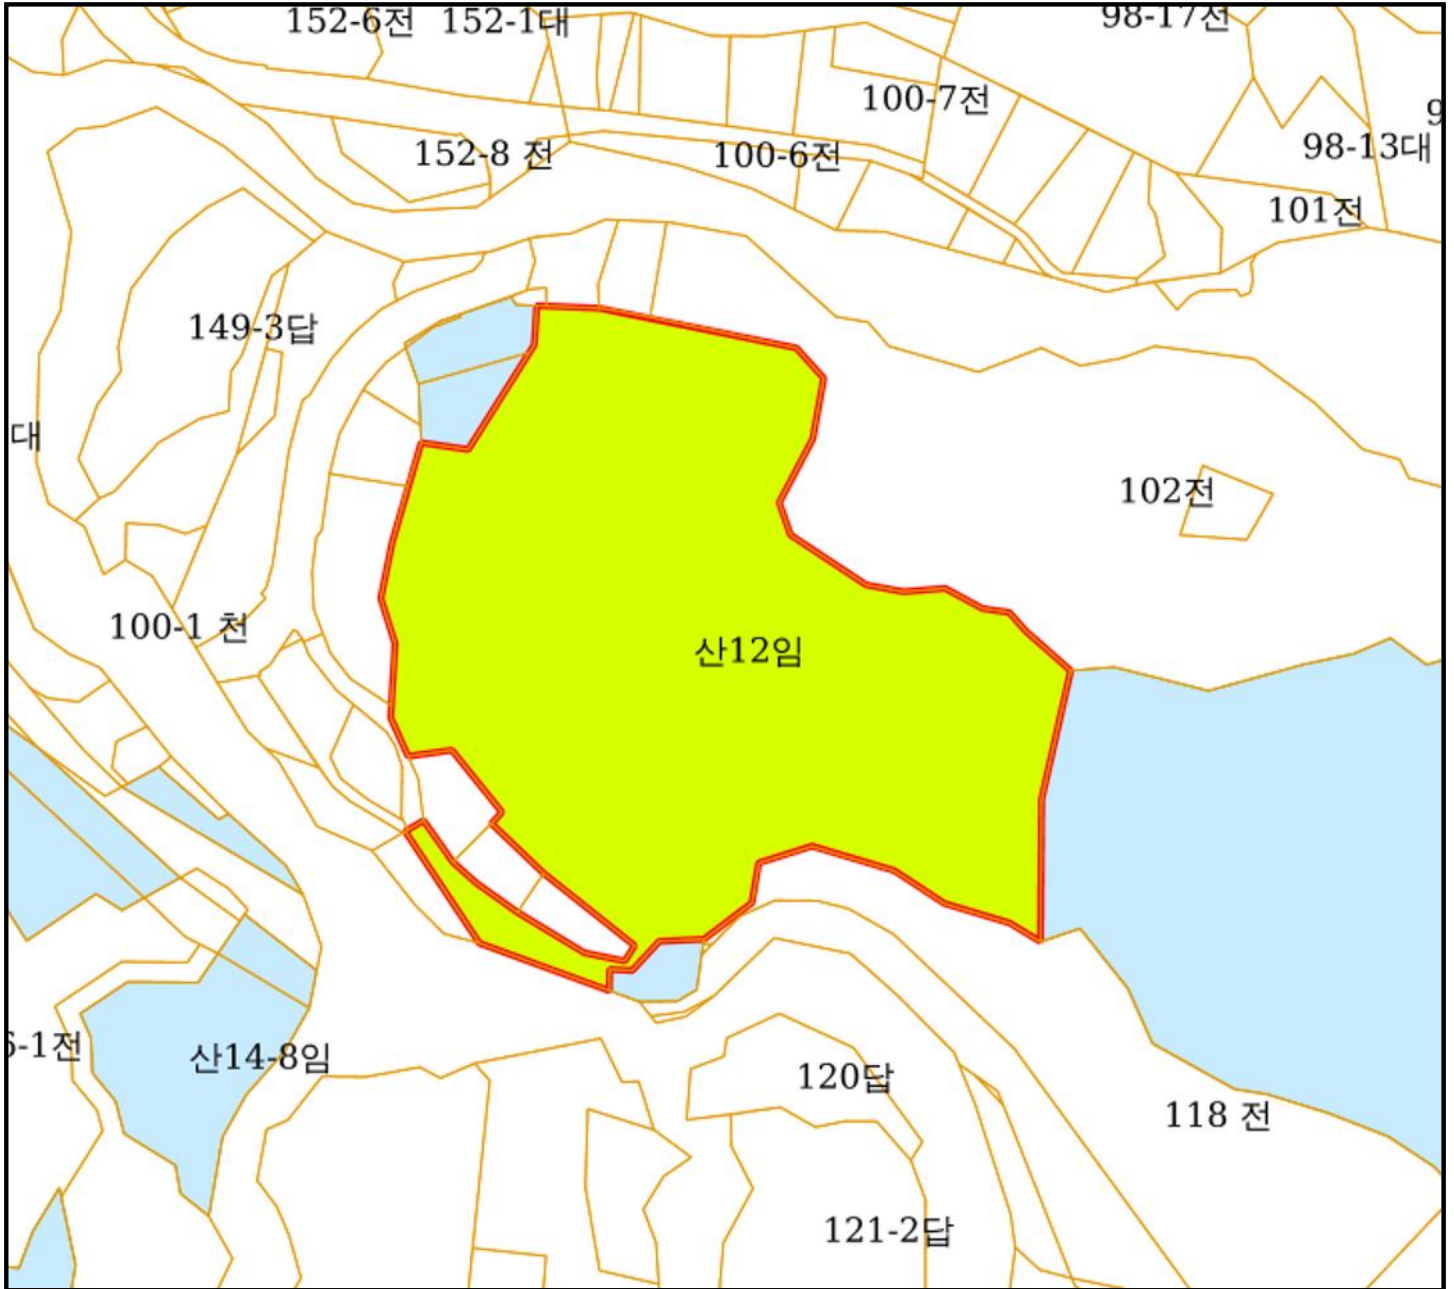 152-6전
152-1대
98-17전
100-7전
98-13대
152-8 전
100-6전
101전
149-3답
대
102전
100-1 천
산12임
6-1전
산14-8임
120답
118 전
121-2답